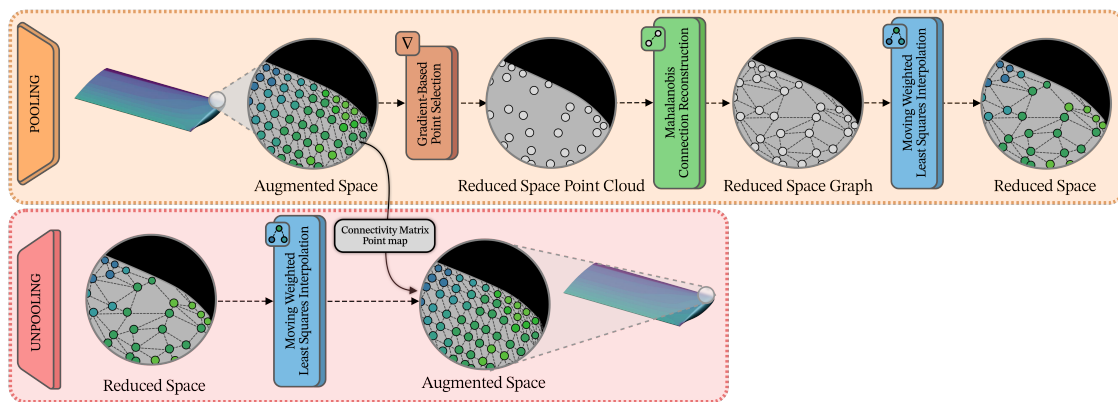 POOLING
∇
Gradient-Based
Point Selection
Mahalanobis
Connection Reconstruction
Moving Weighted
Least Squares Interpolation
Augmented Space
Reduced Space Point Cloud
Reduced Space Graph
Reduced Space
UNPOOLING
Moving Weighted
Least Squares Interpolation
Connectivity Matrix
Point map
Reduced Space
Augmented Space